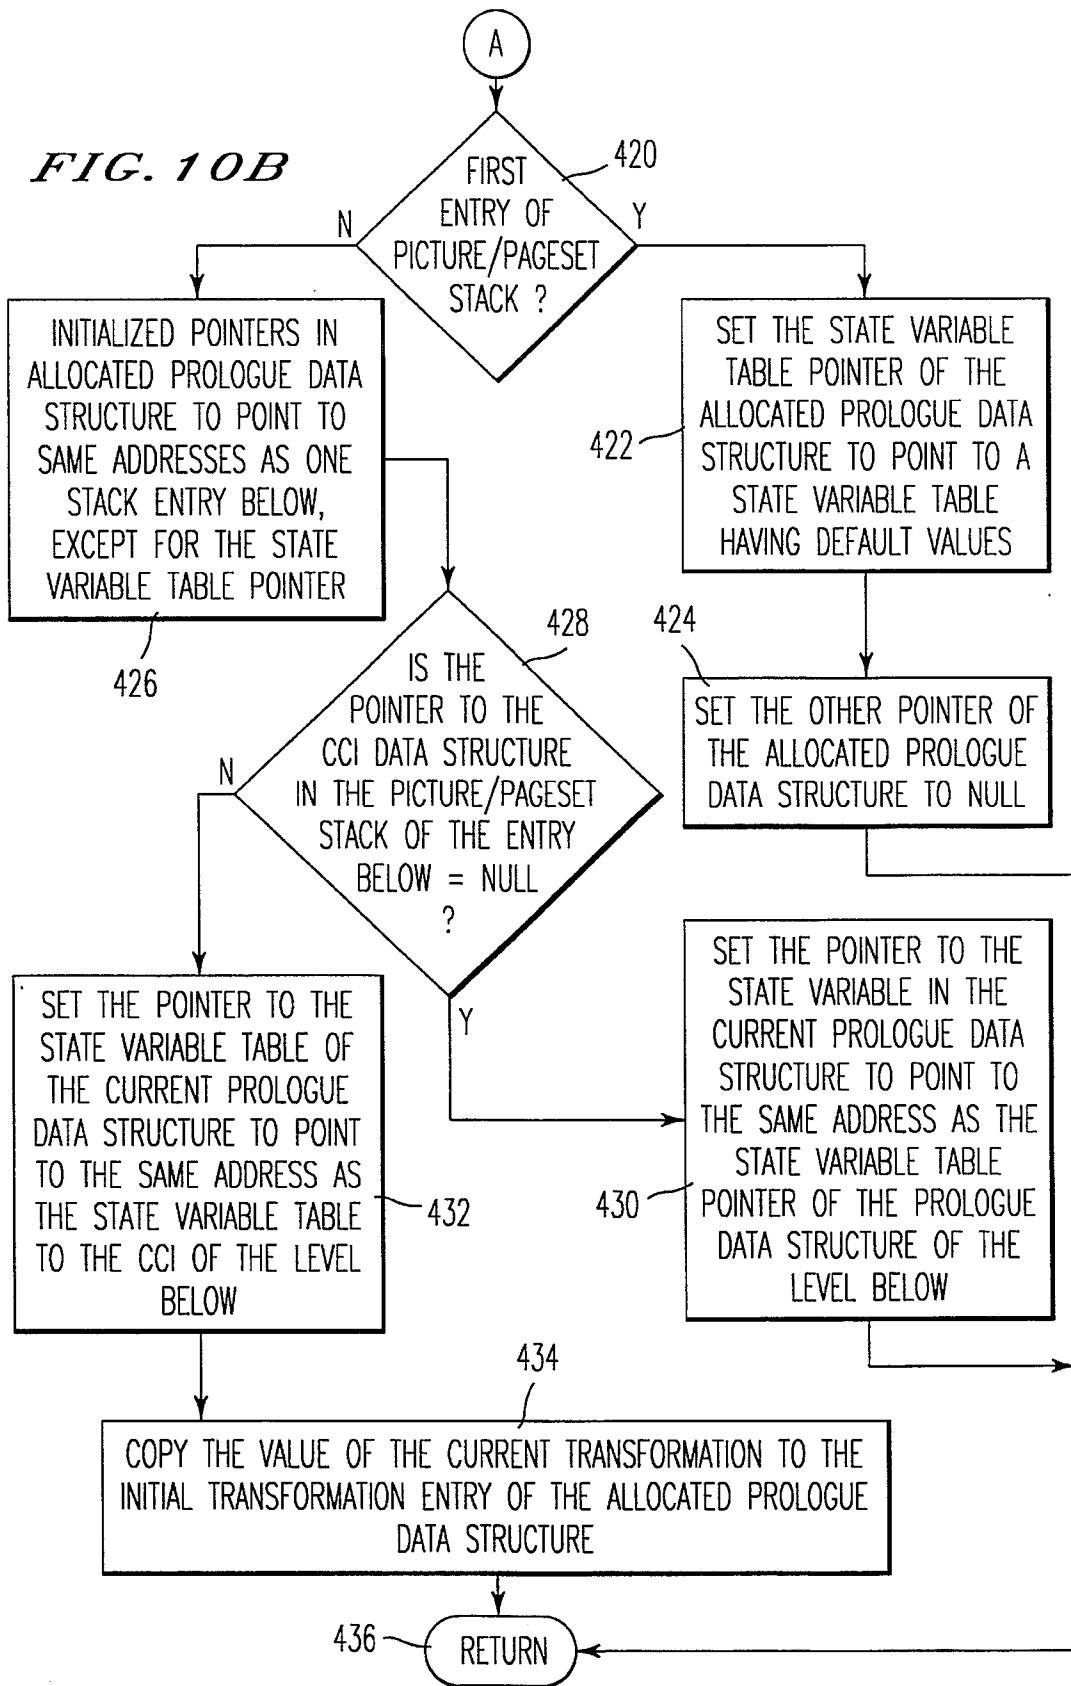 A
FIG. 10B
420
FIRST
ENTRY OF
PICTURE/PAGESET
STACK ?
N
Y
INITIALIZED POINTERS IN
ALLOCATED PROLOGUE DATA
STRUCTURE TO POINT TO
SAME ADDRESSES AS ONE
STACK ENTRY BELOW,
EXCEPT FOR THE STATE
VARIABLE TABLE POINTER
426
SET THE STATE VARIABLE
TABLE POINTER OF THE
ALLOCATED PROLOGUE DATA
STRUCTURE TO POINT TO A
STATE VARIABLE TABLE
HAVING DEFAULT VALUES
422
424
SET THE OTHER POINTER OF
THE ALLOCATED PROLOGUE
DATA STRUCTURE TO NULL
428
IS THE
POINTER TO THE
CCI DATA STRUCTURE
IN THE PICTURE/PAGESET
STACK OF THE ENTRY
BELOW = NULL
?
N
Y
SET THE POINTER TO THE
STATE VARIABLE TABLE OF
THE CURRENT PROLOGUE
DATA STRUCTURE TO POINT
TO THE SAME ADDRESS AS
THE STATE VARIABLE TABLE
TO THE CCI OF THE LEVEL
BELOW
432
SET THE POINTER TO THE
STATE VARIABLE IN THE
CURRENT PROLOGUE DATA
STRUCTURE TO POINT TO
THE SAME ADDRESS AS THE
STATE VARIABLE TABLE
POINTER OF THE PROLOGUE
DATA STRUCTURE OF THE
LEVEL BELOW
430
434
COPY THE VALUE OF THE CURRENT TRANSFORMATION TO THE
INITIAL TRANSFORMATION ENTRY OF THE ALLOCATED PROLOGUE
DATA STRUCTURE
436
RETURN